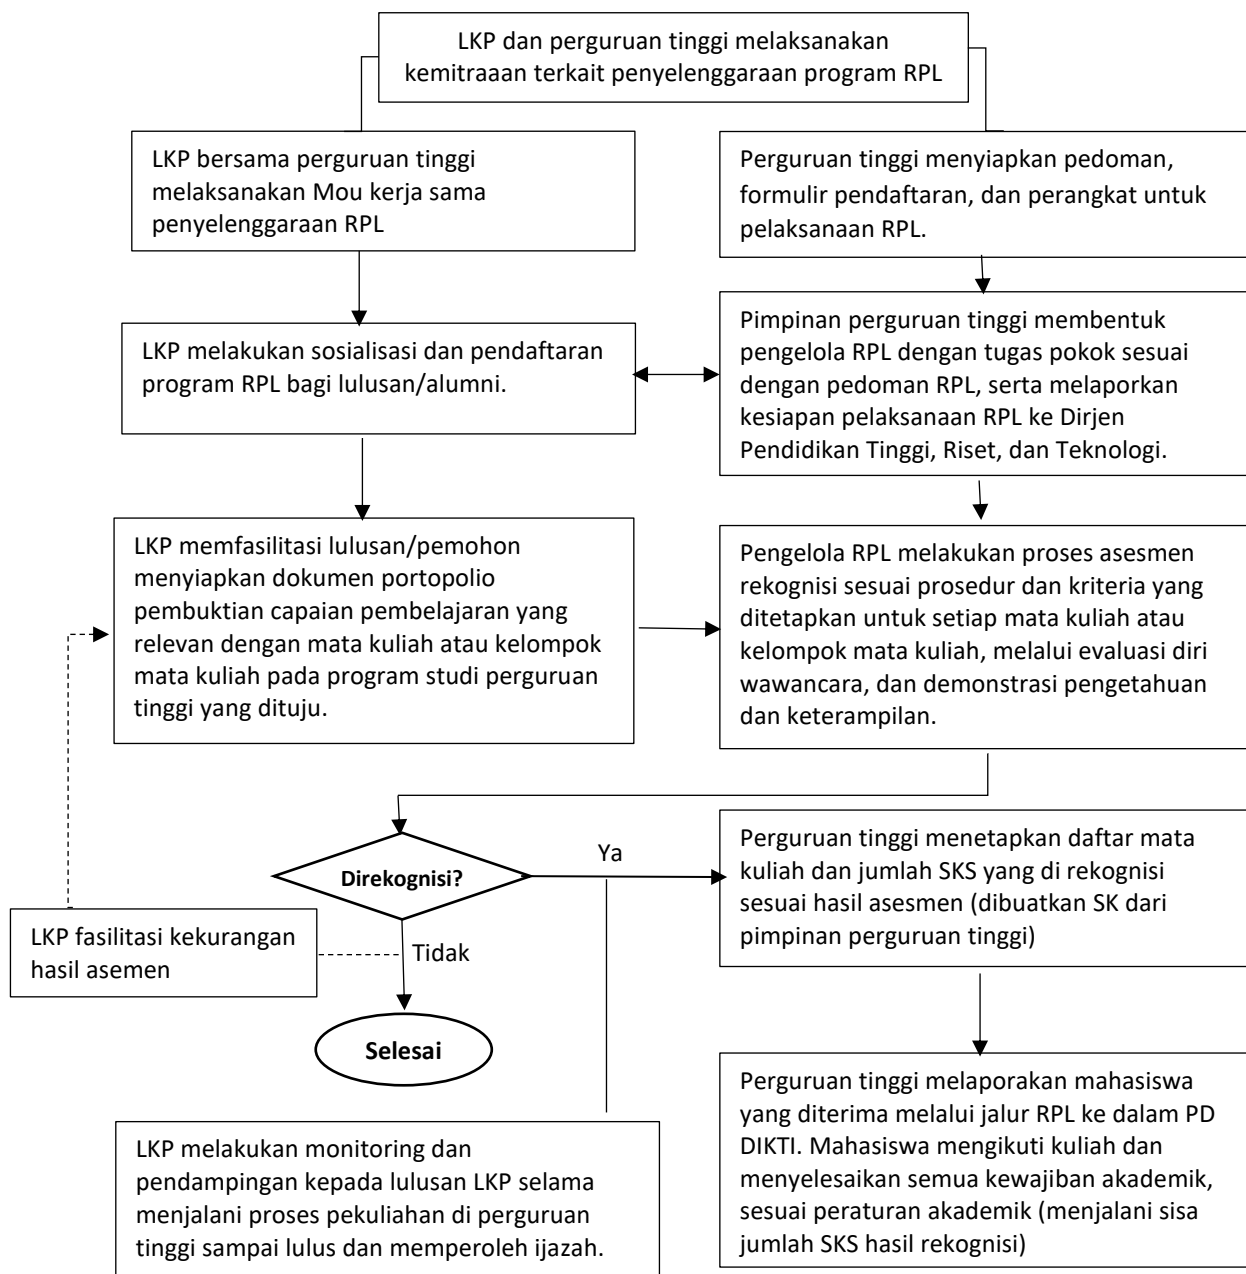 LKP dan perguruan tinggi melaksanakan
kemitraaan terkait penyelenggaraan program RPL
LKP bersama perguruan tinggi
melaksanakan Mou kerja sama
penyelenggaraan RPL
Perguruan tinggi menyiapkan pedoman,
formulir pendaftaran, dan perangkat untuk
pelaksanaan RPL.
LKP melakukan sosialisasi dan pendaftaran
program RPL bagi lulusan/alumni.
Pimpinan perguruan tinggi membentuk
pengelola RPL dengan tugas pokok sesuai
dengan pedoman RPL, serta melaporkan
kesiapan pelaksanaan RPL ke Dirjen
Pendidikan Tinggi, Riset, dan Teknologi.
LKP memfasilitasi lulusan/pemohon
menyiapkan dokumen portopolio
pembuktian capaian pembelajaran yang
relevan dengan mata kuliah atau kelompok
mata kuliah pada program studi perguruan
tinggi yang dituju.
Pengelola RPL melakukan proses asesmen
rekognisi sesuai prosedur dan kriteria yang
ditetapkan untuk setiap mata kuliah atau
kelompok mata kuliah, melalui evaluasi diri
wawancara, dan demonstrasi pengetahuan
dan keterampilan.
Direkognisi?
Ya
Perguruan tinggi menetapkan daftar mata
kuliah dan jumlah SKS yang di rekognisi
sesuai hasil asesmen (dibuatkan SK dari
pimpinan perguruan tinggi)
LKP fasilitasi kekurangan
hasil asemen
Tidak
Selesai
Perguruan tinggi melaporakan mahasiswa
yang diterima melalui jalur RPL ke dalam PD
DIKTI. Mahasiswa mengikuti kuliah dan
menyelesaikan semua kewajiban akademik,
sesuai peraturan akademik (menjalani sisa
jumlah SKS hasil rekognisi)
LKP melakukan monitoring dan
pendampingan kepada lulusan LKP selama
menjalani proses pekuliahan di perguruan
tinggi sampai lulus dan memperoleh ijazah.